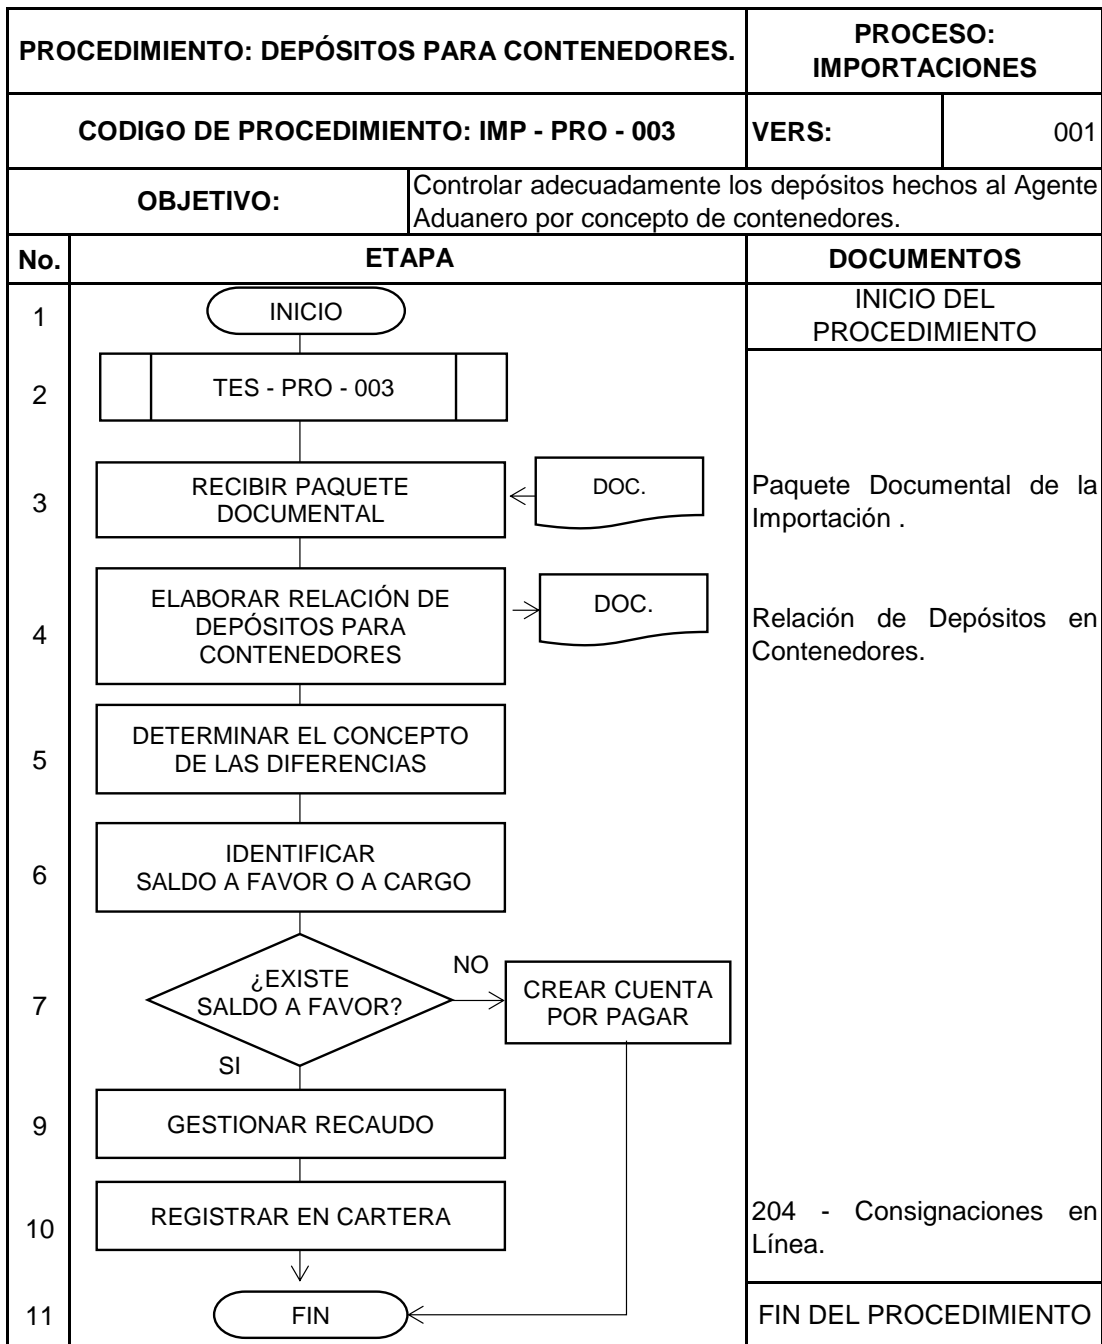 PROCEDIMIENTO: DEPÓSITOS PARA CONTENEDORES.
PROCESO:
IMPORTACIONES
CODIGO DE PROCEDIMIENTO: IMP - PRO - 003
VERS:
001
OBJETIVO:
Controlar adecuadamente los depósitos hechos al Agente
Aduanero por concepto de contenedores.
No.
ETAPA
DOCUMENTOS
1
INICIO
INICIO DEL
PROCEDIMIENTO
2
TES - PRO - 003
3
RECIBIR PAQUETE
DOCUMENTAL
DOC.
Paquete Documental de la
Importación .
4
ELABORAR RELACIÓN DE
DEPÓSITOS PARA
CONTENEDORES
DOC.
Relación de Depósitos en
Contenedores.
5
DETERMINAR EL CONCEPTO
DE LAS DIFERENCIAS
6
IDENTIFICAR
SALDO A FAVOR O A CARGO
7
¿EXISTE
SALDO A FAVOR?
NO
CREAR CUENTA
POR PAGAR
SI
9
GESTIONAR RECAUDO
10
REGISTRAR EN CARTERA
204 - Consignaciones en
Línea.
11
FIN
FIN DEL PROCEDIMIENTO